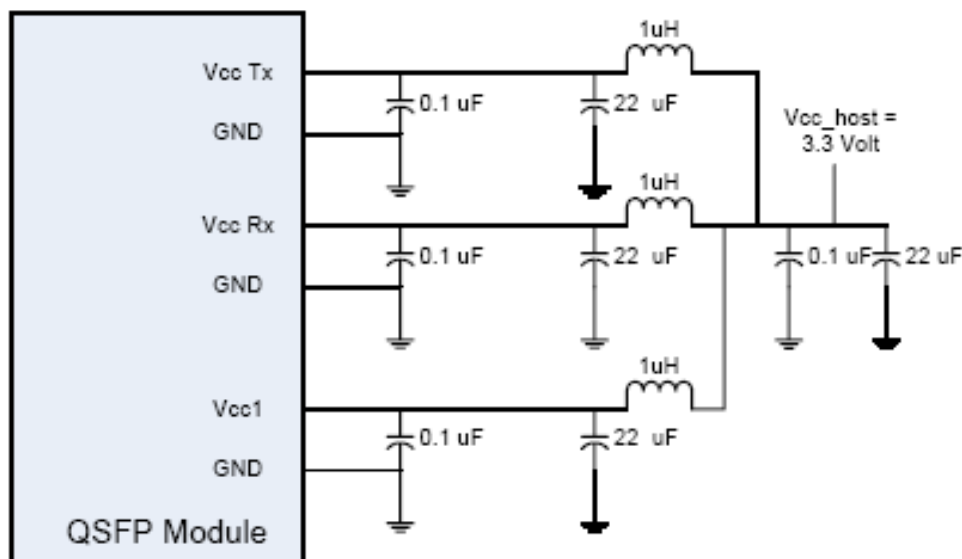 1uH
Vcc Tx
0.1 uF
22 uF
GND
Vcc_host =
3.3 Volt
1uH
Vcc Rx
0.1 uF
22 uF
0.1 uF
22 uF
GND
1uH
Vcc1
0.1 uF
22 uF
GND
QSFP Module